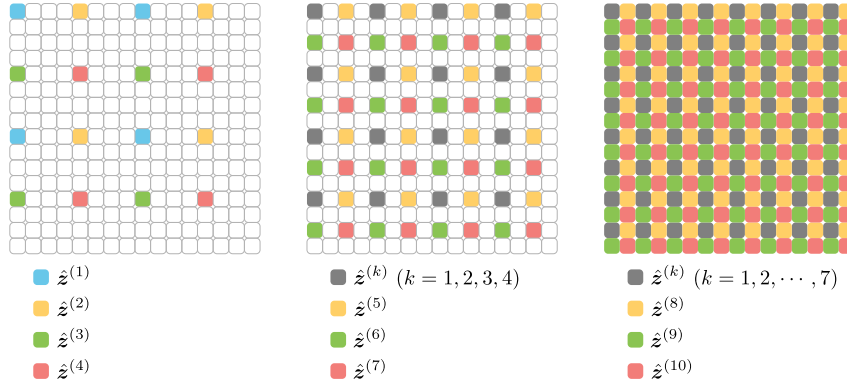 ẑ⁽¹⁾
ẑ⁽²⁾
ẑ⁽³⁾
ẑ⁽⁴⁾
ẑ⁽ᵏ⁾ (k = 1, 2, 3, 4)
ẑ⁽⁵⁾
ẑ⁽⁶⁾
ẑ⁽⁷⁾
ẑ⁽ᵏ⁾ (k = 1, 2, ⋯ , 7)
ẑ⁽⁸⁾
ẑ⁽⁹⁾
ẑ⁽¹⁰⁾